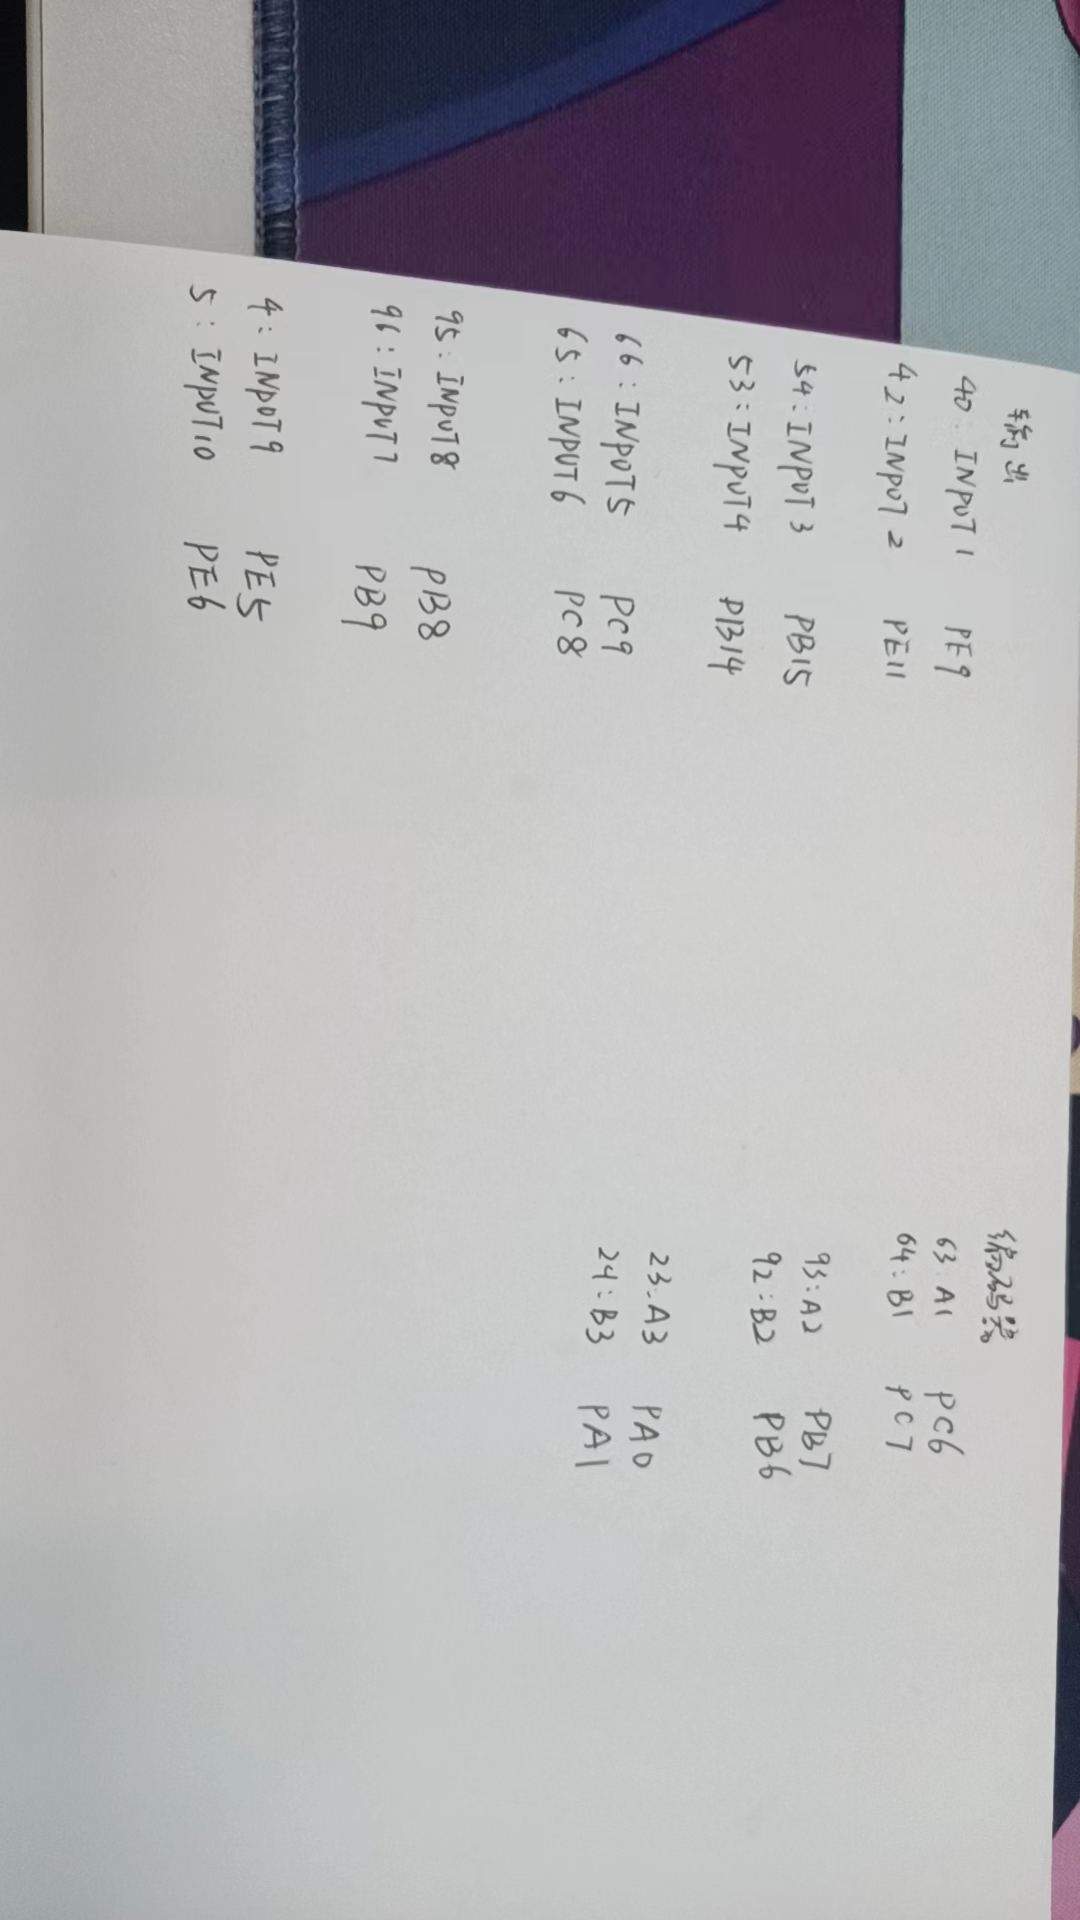 输出
40: INPUT1 PE9
42: INPUT2 PE11
54: INPUT3 PB15
53: INPUT4 PB14
66: INPUT5 PC9
65: INPUT6 PC8
95: INPUT8 PB8
96: INPUT7 PB9
4: INPUT9 PE5
5: INPUT10 PE6
编码器
63: A1 PC6
64: B1 PC7
93: A2 PB7
92: B2 PB6
23: A3 PA0
24: B3 PA1